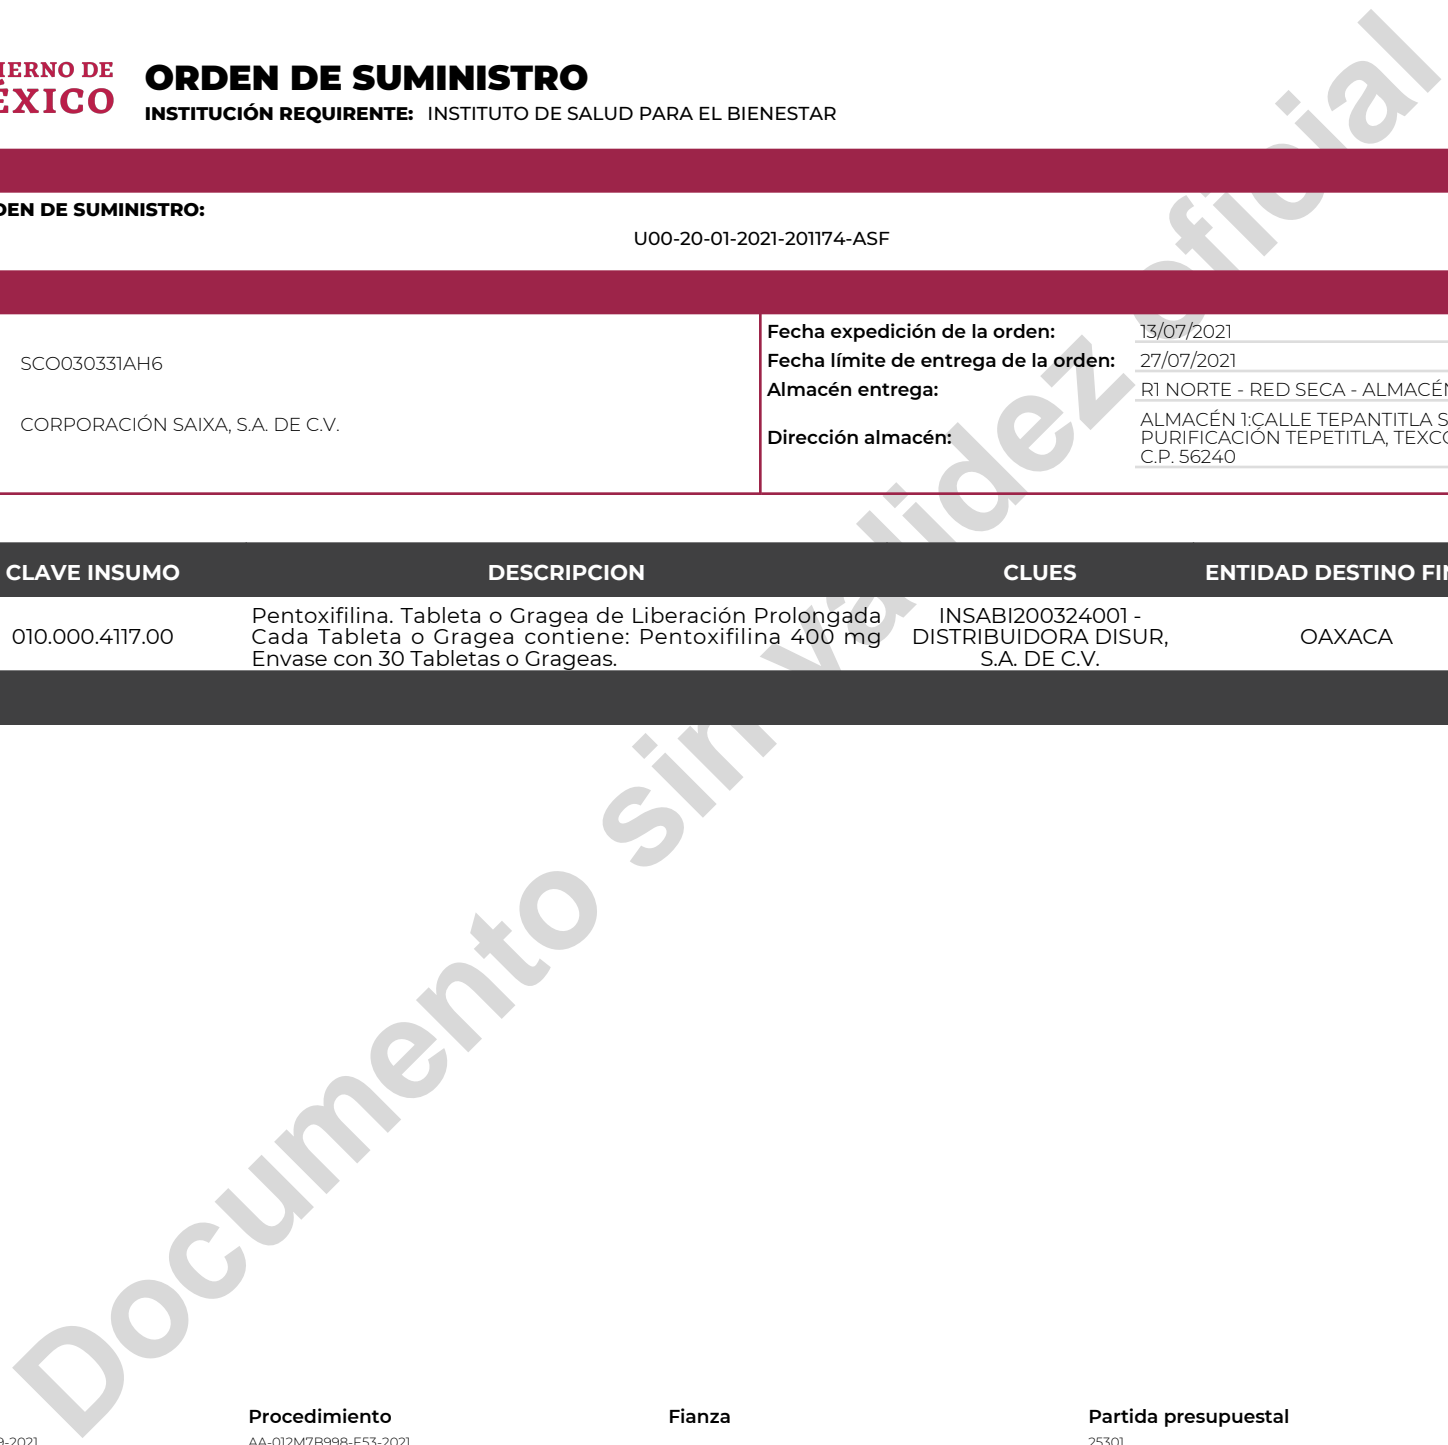 IERNO DE
ÉXICO
ORDEN DE SUMINISTRO
INSTITUCIÓN REQUIRENTE: INSTITUTO DE SALUD PARA EL BIENESTAR
DEN DE SUMINISTRO:
U00-20-01-2021-201174-ASF
SCO030331AH6
CORPORACIÓN SAIXA, S.A. DE C.V.
Fecha expedición de la orden: 13/07/2021
Fecha límite de entrega de la orden: 27/07/2021
Almacén entrega: R1 NORTE - RED SECA - ALMACÉN
Dirección almacén: ALMACÉN 1:CALLE TEPANTITLA S
PURIFICACIÓN TEPETITLA, TEXCO
C.P. 56240
CLAVE INSUMO DESCRIPCION CLUES ENTIDAD DESTINO FIN
010.000.4117.00
Pentoxifilina. Tableta o Gragea de Liberación Prolongada
Cada Tableta o Gragea contiene: Pentoxifilina 400 mg
Envase con 30 Tabletas o Grageas.
INSABI200324001 -
DISTRIBUIDORA DISUR,
S.A. DE C.V.
OAXACA
Documento sin validez oficial
Procedimiento Fianza Partida presupuestal
9-2021 AA-012M7B998-E53-2021 25301